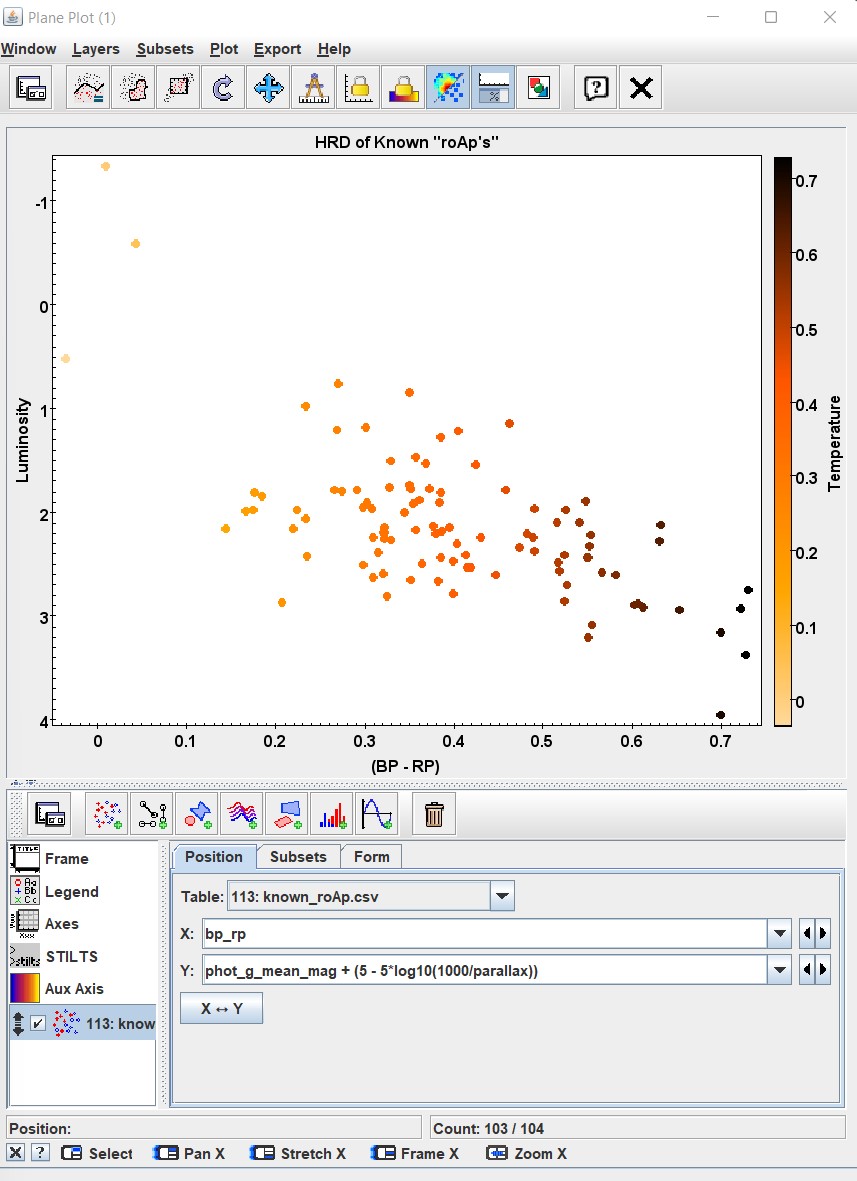 Plane Plot (1)
Window Layers Subsets Plot Export Help
HRD of Known "roAp's"
-1
0
1
2
3
4
Luminosity
0 0.1 0.2 0.3 0.4 0.5 0.6 0.7
(BP - RP)
0.7
0.6
0.5
0.4
0.3
0.2
0.1
0
Temperature
Frame
Legend
Axes
STILTS
Aux Axis
113: know
Position Subsets Form
Table: 113: known_roAp.csv
X: bp_rp
Y: phot_g_mean_mag + (5 - 5*log10(1000/parallax))
X ↔ Y
Position:
Count: 103 / 104
Select Pan X Stretch X Frame X Zoom X